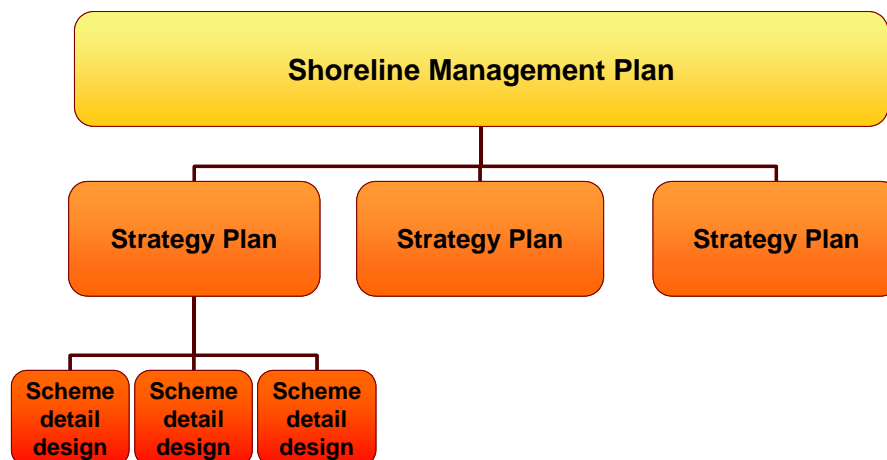 Shoreline Management Plan
Strategy Plan
Strategy Plan
Strategy Plan
Scheme
detail
design
Scheme
detail
design
Scheme
detail
design